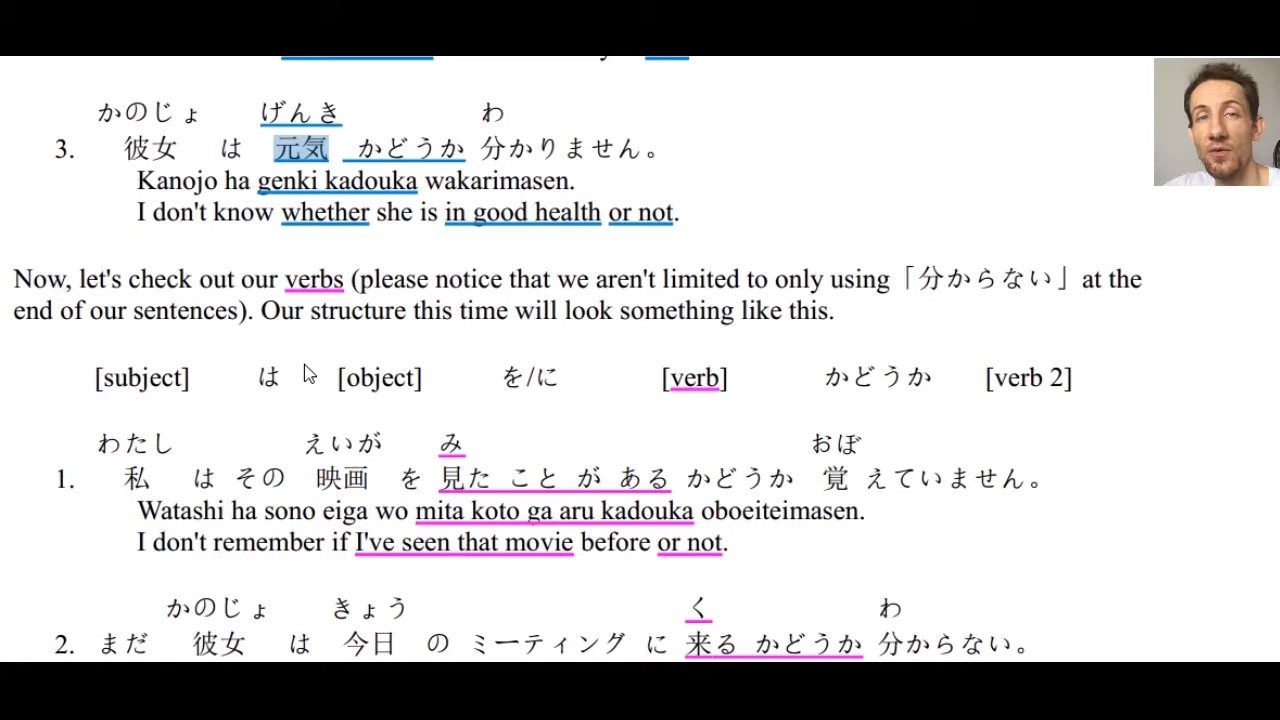 かのじょ げんき わ
3. 彼女 は 元気 かどうか 分かりません。
Kanojo ha genki kadouka wakarimasen.
I don't know whether she is in good health or not.
Now, let's check out our verbs (please notice that we aren't limited to only using「分からない」at the
end of our sentences). Our structure this time will look something like this.
[subject] は [object] を/に [verb] かどうか [verb 2]
わたし えいが み おぼ
1. 私 は その 映画 を 見た こと が ある かどうか 覚 えていません。
Watashi ha sono eiga wo mita koto ga aru kadouka oboeiteimasen.
I don't remember if I've seen that movie before or not.
かのじょ きょう く わ
2. まだ 彼女 は 今日 の ミーティング に 来る かどうか 分からない。